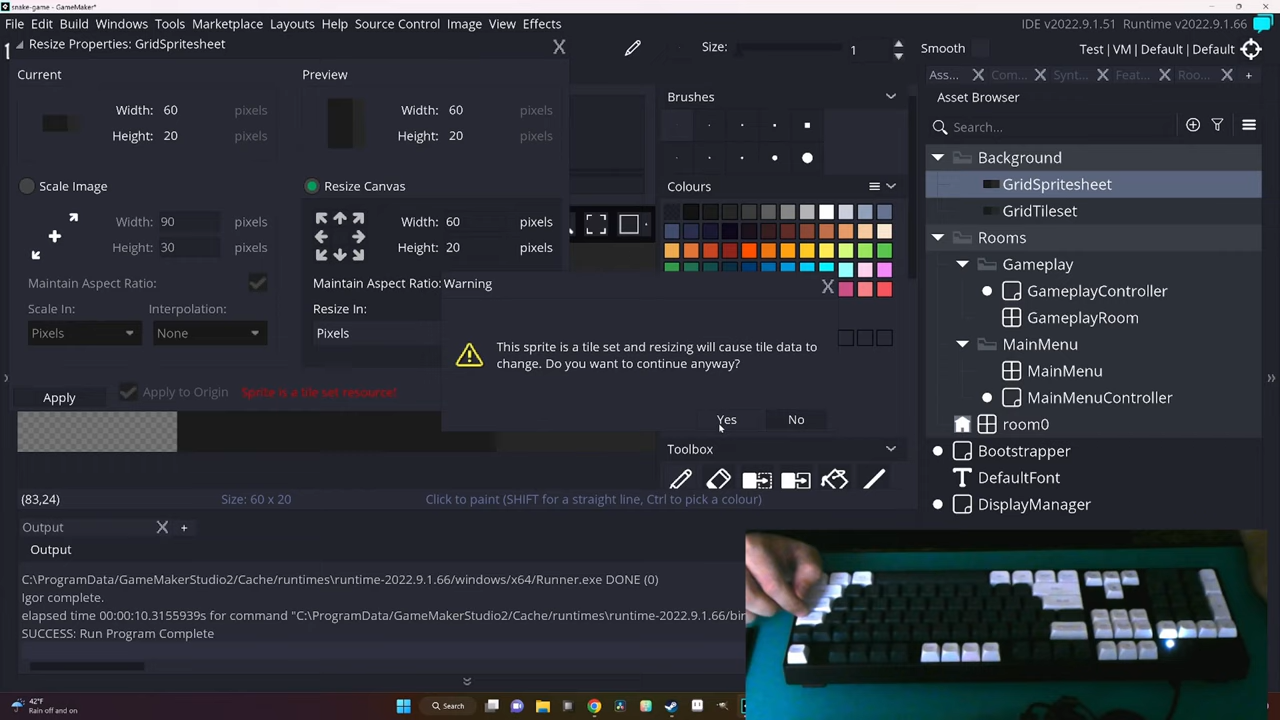 snake-game - GameMaker*
File Edit Build Windows Tools Marketplace Layouts Help Source Control Image View Effects
IDE v2022.9.1.51 Runtime v2022.9.1.66
Resize Properties: GridSpritesheet
X
Size:
1
Smooth
Test | VM | Default | Default
Current
Preview
Width: 60 pixels
Height: 20 pixels
Width: 60 pixels
Height: 20 pixels
Brushes
Ass...
Com...
Synt...
Feat...
Roo...
+
Asset Browser
Search...
Scale Image
Resize Canvas
Colours
Width: 90 pixels
Height: 30 pixels
Width: 60 pixels
Height: 20 pixels
Maintain Aspect Ratio:
Maintain Aspect Ratio:
Scale In:
Interpolation:
Resize In:
Pixels
None
Pixels
Apply
Apply to Origin
Sprite is a tile set resource!
Warning
X
This sprite is a tile set and resizing will cause tile data to
change. Do you want to continue anyway?
Yes
No
Background
GridSpritesheet
GridTileset
Rooms
Gameplay
GameplayController
GameplayRoom
MainMenu
MainMenu
MainMenuController
room0
Bootstrapper
DefaultFont
DisplayManager
Toolbox
(83,24)
Size: 60 x 20
Click to paint (SHIFT for a straight line, Ctrl to pick a colour)
Output
X
+
Output
C:\ProgramData/GameMakerStudio2/Cache/runtimes\runtime-2022.9.1.66/windows/x64/Runner.exe DONE (0)
Igor complete.
elapsed time 00:00:10.3155939s for command "C:\ProgramData/GameMakerStudio2/Cache/runtimes\runtime-2022.9.1.66/bin
SUCCESS: Run Program Complete
42°F
Rain off and on
Search